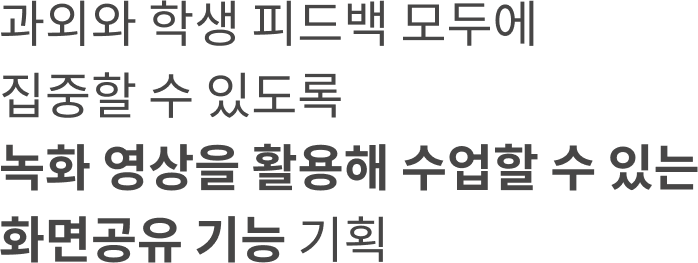 과외와 학생 피드백 모두에
집중할 수 있도록
녹화 영상을 활용해 수업할 수 있는
화면공유 기능 기획